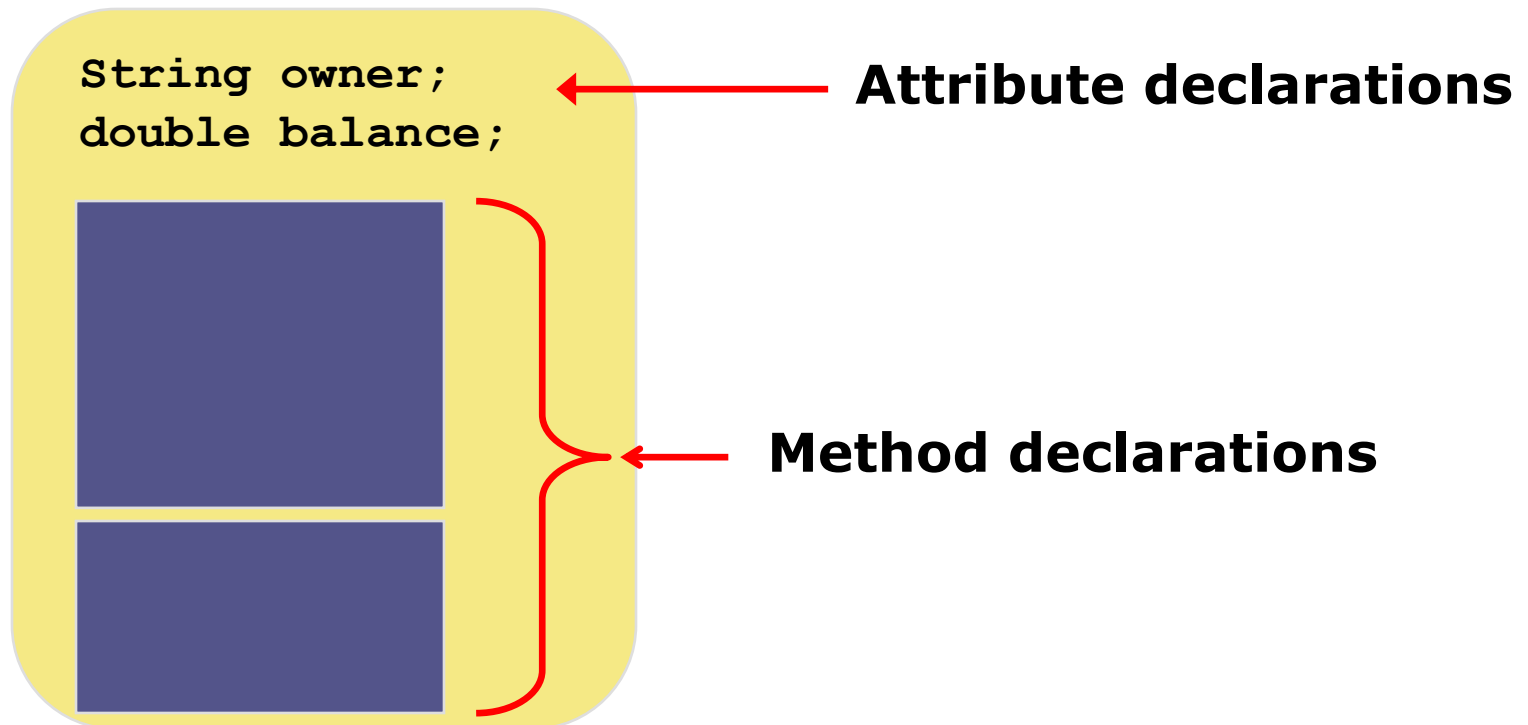 String owner;
double balance;
Attribute declarations
Method declarations